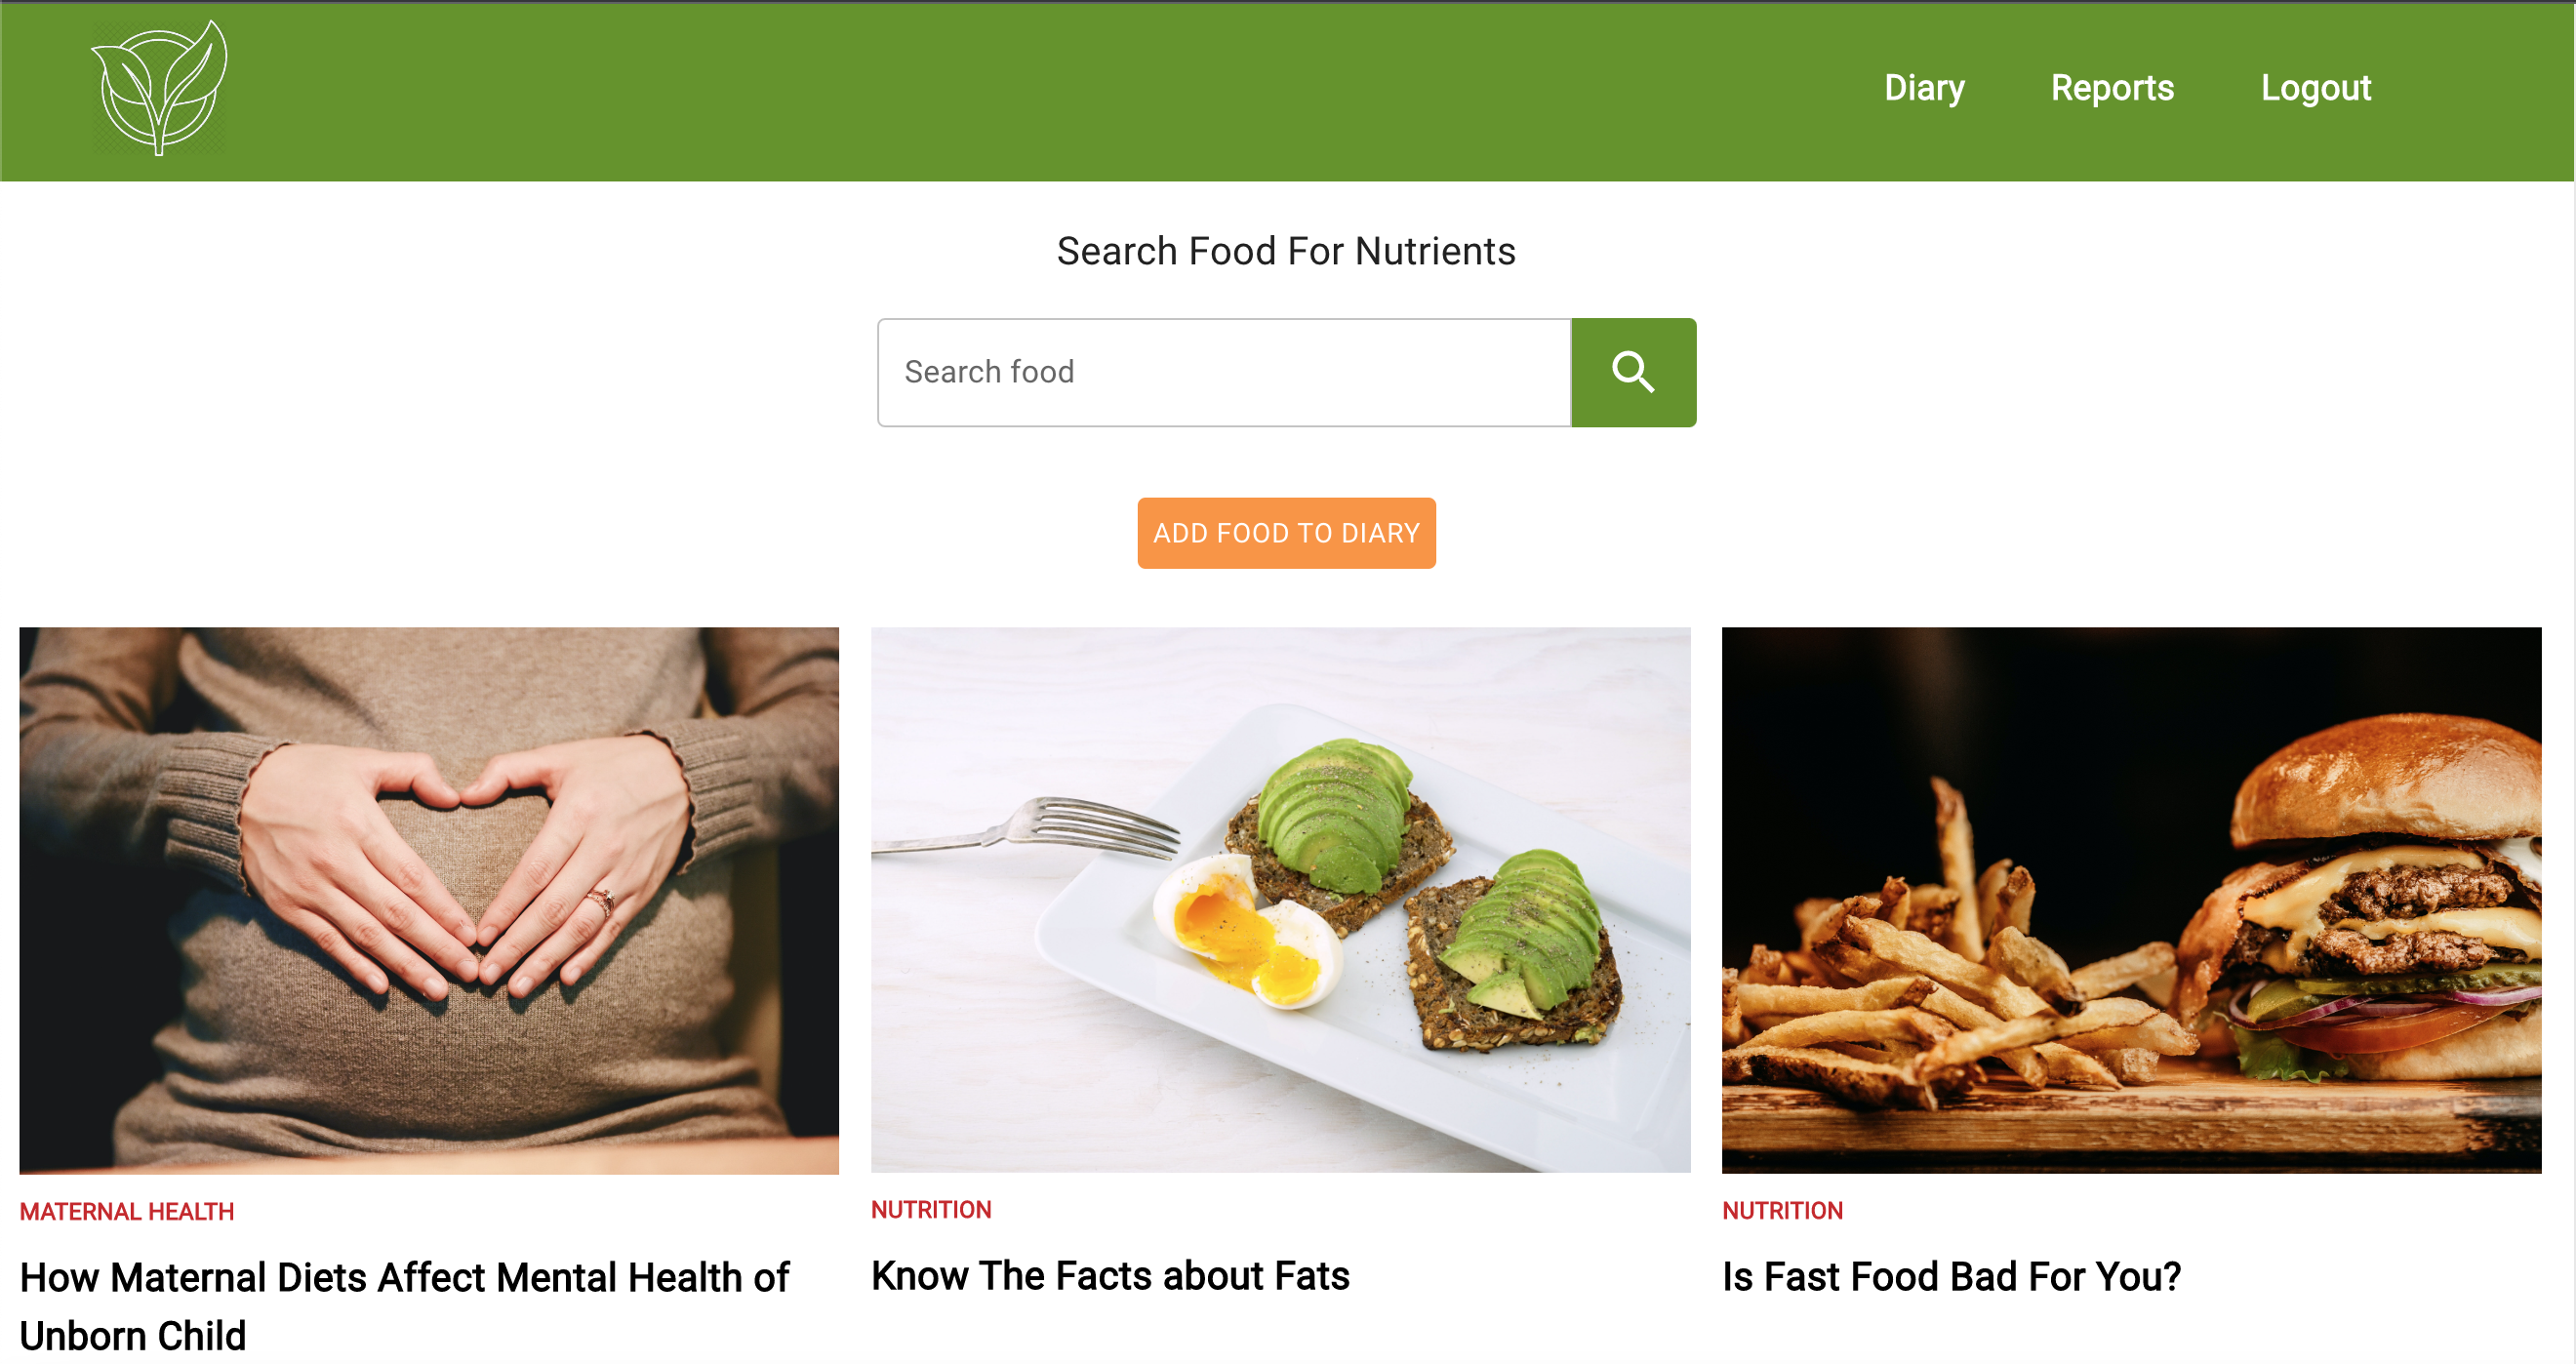 Diary Reports Logout
Search Food For Nutrients
Search food
ADD FOOD TO DIARY
MATERNAL HEALTH
How Maternal Diets Affect Mental Health of
Unborn Child
NUTRITION
Know The Facts about Fats
NUTRITION
Is Fast Food Bad For You?